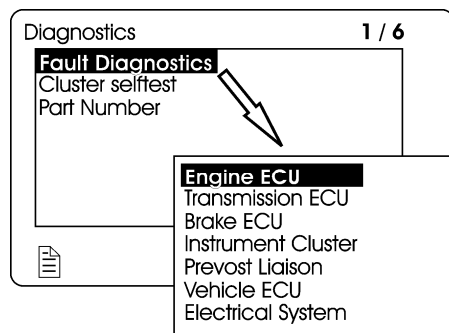 Diagnostics 1 / 6
Fault Diagnostics
Cluster selftest
Part Number
Engine ECU
Transmission ECU
Brake ECU
Instrument Cluster
Prevost Liaison
Vehicle ECU
Electrical System